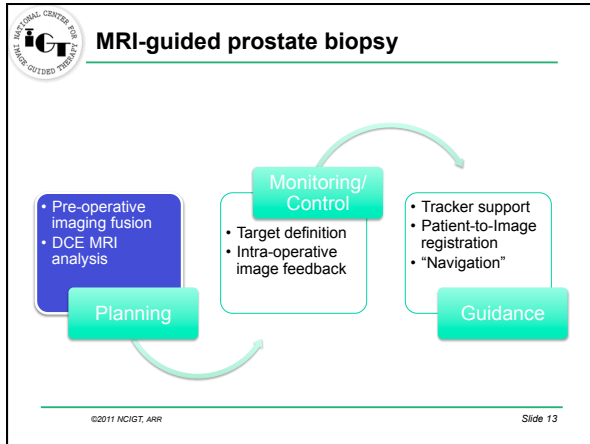 NATIONAL CENTER FOR
IGT
IMAGE-GUIDED THERAPY
MRI-guided prostate biopsy
• Pre-operative
imaging fusion
• DCE MRI
analysis
Planning
Monitoring/
Control
• Target definition
• Intra-operative
image feedback
• Tracker support
• Patient-to-Image
registration
• “Navigation”
Guidance
©2011 NCIGT, ARR
Slide 13